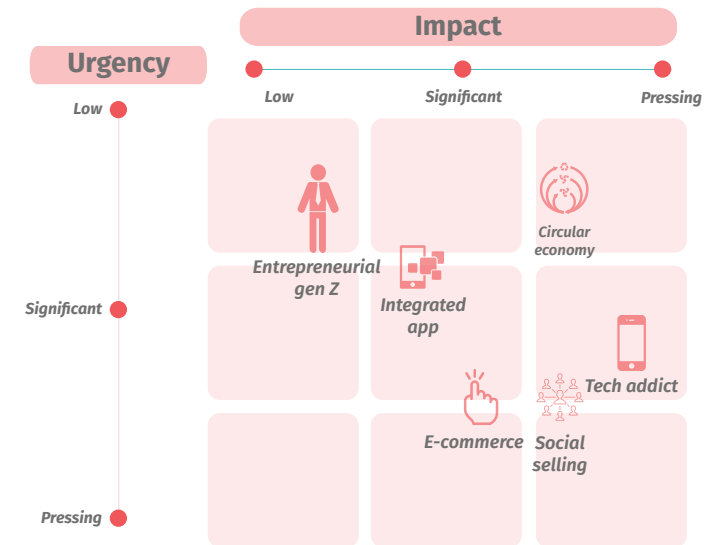 Impact
Urgency
Low
Significant
Pressing
Low
Circular
economy
Entrepreneurial
gen Z
Integrated
app
Significant
Tech addict
E-commerce
Social
selling
Pressing